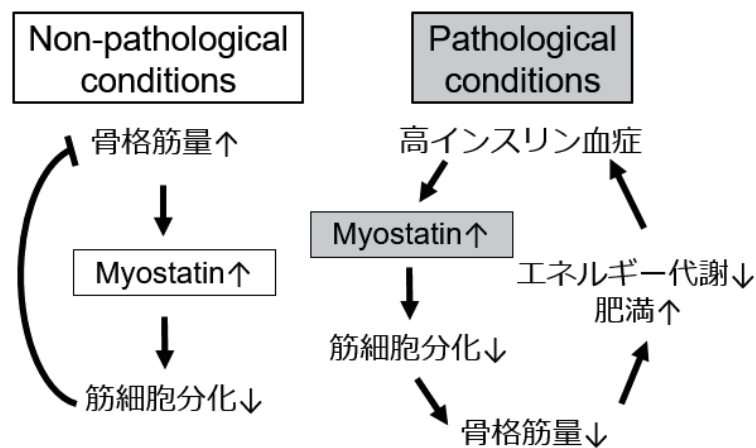 Non-pathological
conditions
骨格筋量↑
Myostatin↑
筋細胞分化↓
Pathological
conditions
高インスリン血症
Myostatin↑
筋細胞分化↓
骨格筋量↓
エネルギー代謝↓
肥満↑